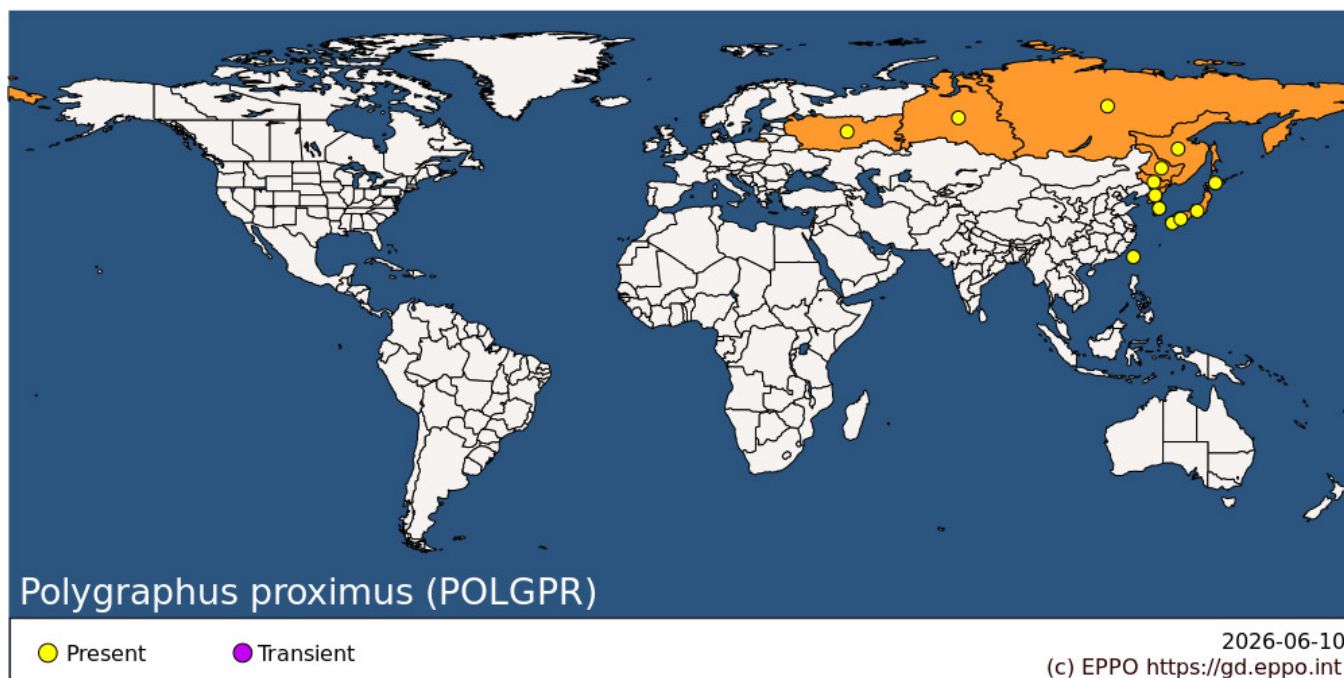 Polygraphus proximus (POLGPR)
Present
Transient
2026-06-10
(c) EPPO https://gd.eppo.int